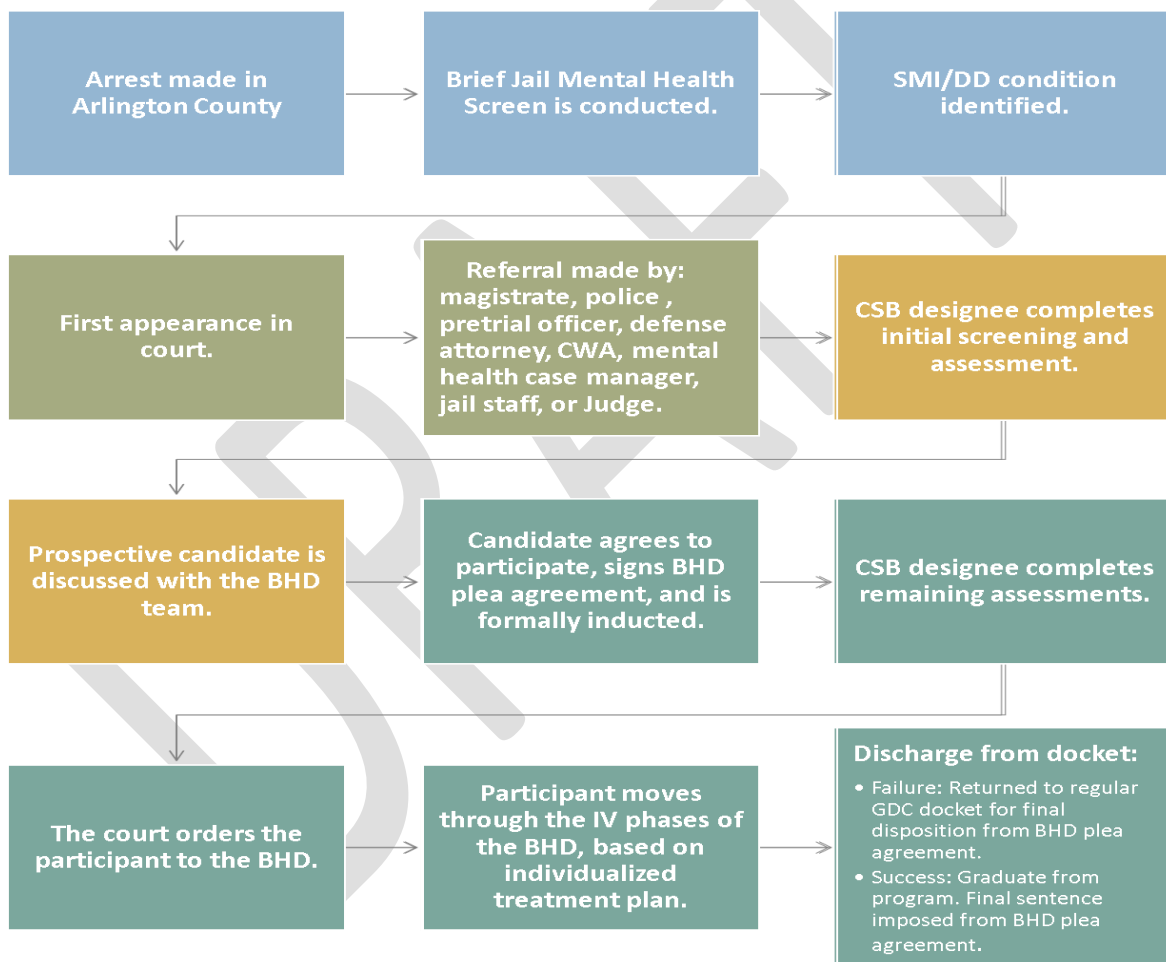 Arrest made in
Arlington County
Brief Jail Mental Health
Screen is conducted.
SMI/DD condition
identified.
First appearance in
court.
Referral made by:
magistrate, police ,
pretrial officer, defense
attorney, CWA, mental
health case manager,
jail staff, or Judge.
CSB designee completes
initial screening and
assessment.
Prospective candidate is
discussed with the BHD
team.
Candidate agrees to
participate, signs BHD
plea agreement, and is
formally inducted.
CSB designee completes
remaining assessments.
The court orders the
participant to the BHD.
Participant moves
through the IV phases of
the BHD, based on
individualized
treatment plan.
Discharge from docket:
• Failure: Returned to regular
GDC docket for final
disposition from BHD plea
agreement.
• Success: Graduate from
program. Final sentence
imposed from BHD plea
agreement.
DRAFT